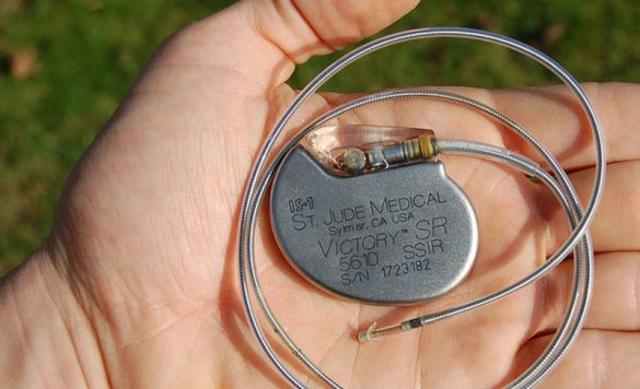 IS-1
ST. JUDE MEDICAL
Sylmar, CA USA
VICTORY™ SR
5610 SSIR
S/N 1723182